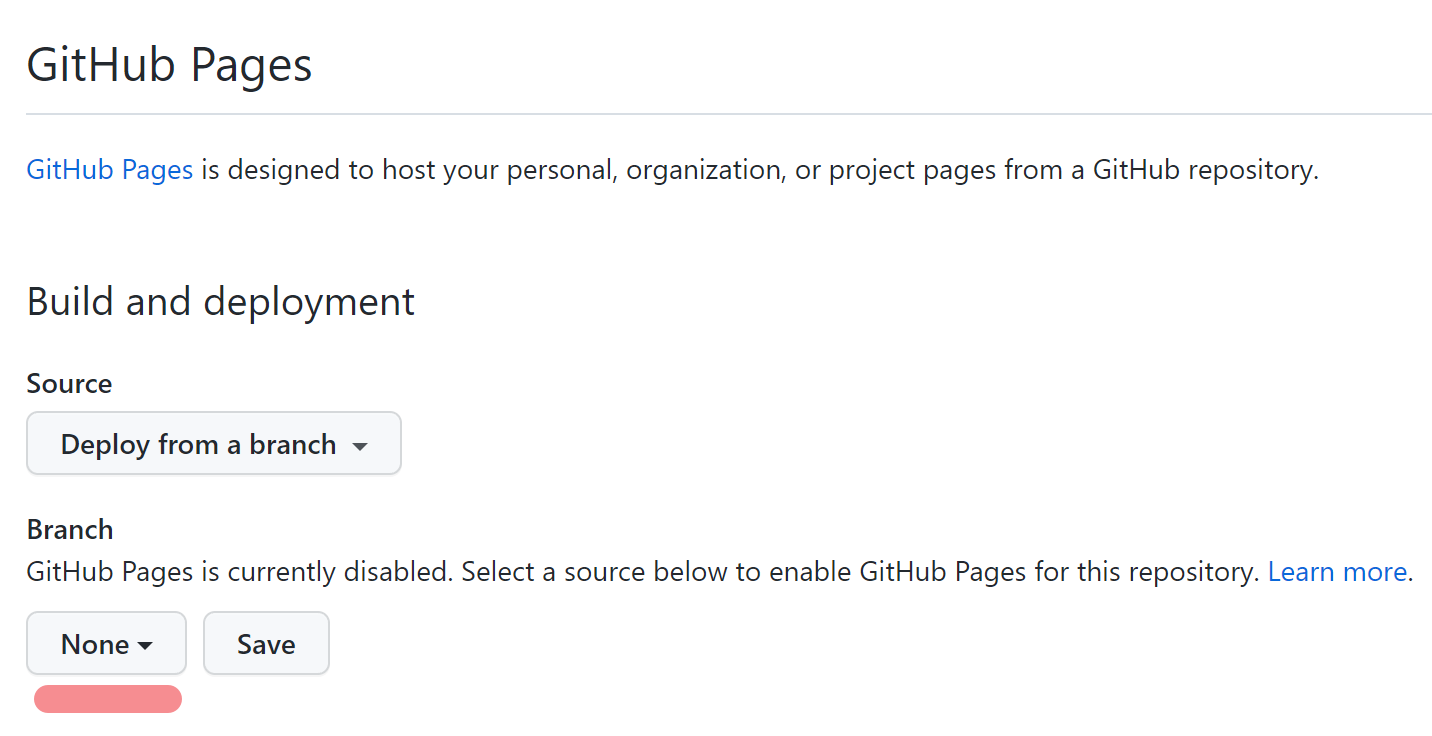 GitHub Pages
GitHub Pages is designed to host your personal, organization, or project pages from a GitHub repository.
Build and deployment
Source
Deploy from a branch
Branch
GitHub Pages is currently disabled. Select a source below to enable GitHub Pages for this repository. Learn more.
None Save